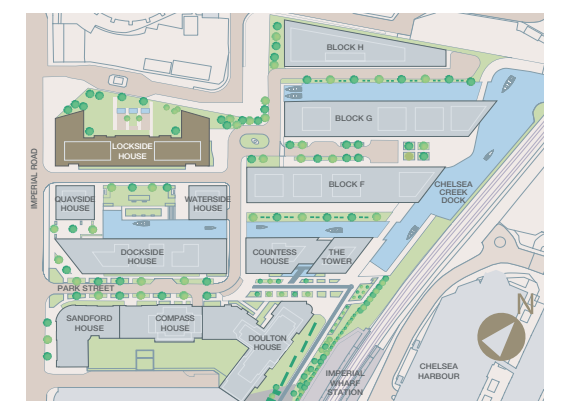 BLOCK H
BLOCK G
LOCKSIDE
HOUSE
IMPERIAL ROAD
BLOCK F
CHELSEA
CREEK
DOCK
QUAYSIDE
HOUSE
WATERSIDE
HOUSE
DOCKSIDE
HOUSE
COUNTESS
HOUSE
THE
TOWER
PARK STREET
SANDFORD
HOUSE
COMPASS
HOUSE
DOULTON
HOUSE
N
IMPERIAL
WHARF
STATION
CHELSEA
HARBOUR